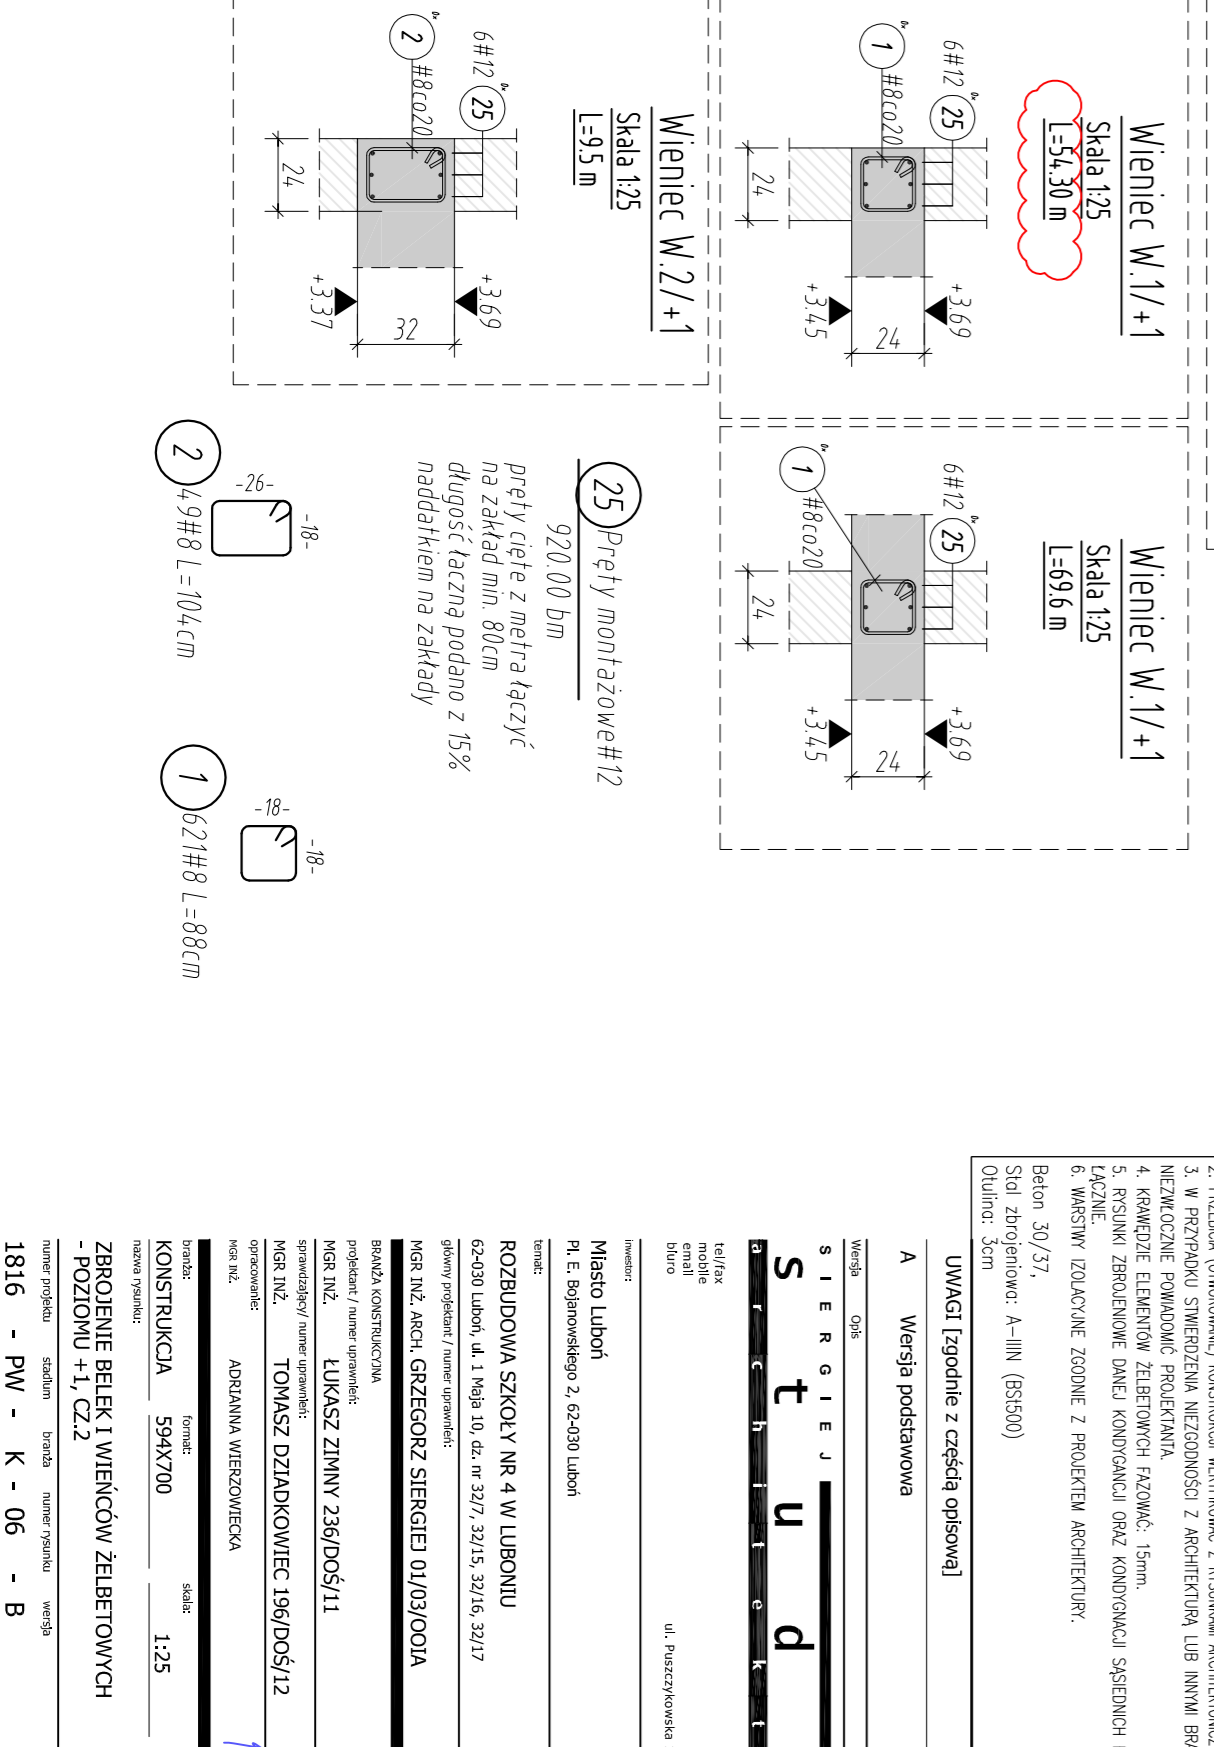 Wieniec W.1/+1
Skala 1:25
L=54.30 m
6#12
25
1
#8co20
24
+3.69
+3.45
24
Wieniec W.1/+1
Skala 1:25
L=69.6 m
6#12
25
1
#8co20
24
+3.69
+3.45
24
Wieniec W.2/+1
Skala 1:25
L=9.5 m
6#12
25
2
#8co20
24
+3.69
+3.37
32
25 Pręty montażowe#12
920.00 bm
pręty cięte z metra łączyć
na zakład min. 80cm
długość łaczną podano z 15%
naddatkiem na zakłady
-18-
-26-
2 49#8 L=104cm
-18-
-18-
1 621#8 L=88cm
3. W PRZYPADKU STWIERDZENIA NIEZGODNOŚCI Z ARCHITEKTURĄ LUB INNYMI
NIEZWŁOCZNIE POWIADOMIĆ PROJEKTANTA.
4. KRAWĘDZIE ELEMENTÓW ŻELBETOWYCH FAZOWAĆ: 15mm.
5. RYSUNKI ZBROJENIOWE DANEJ KONDYGANCJI ORAZ KONDYGNACJI SĄSIEDNICH
ŁĄCZNIE.
6. WARSTWY IZOLACYJNE ZGODNIE Z PROJEKTEM ARCHITEKTURY.
Beton 30/37,
Stal zbrojeniowa: A-IIIN (BSt500)
Otulina: 3cm
UWAGI [zgodnie z częścią opisową]
A Wersja podstawowa
Wersja Opis
SIERGIEJ
stud
architekt
tel/fax
mobile
email
biuro
ul. Puszczykowska
inwestor:
Miasto Luboń
Pl. E. Bojanowskiego 2, 62-030 Luboń
temat:
ROZBUDOWA SZKOŁY NR 4 W LUBONIU
62-030 Luboń, ul. 1 Maja 10, dz. nr 32/7, 32/15, 32/16, 32/17
główny projektant / numer uprawnień:
MGR INŻ. ARCH. GRZEGORZ SIERGIEJ 01/03/OOIA
BRANŻA KONSTRUKCYJNA
projektant / numer uprawnień:
MGR INŻ. ŁUKASZ ZIMNY 236/DOŚ/11
sprawdzający/ numer uprawnień:
MGR INŻ. TOMASZ DZIADKOWIEC 196/DOŚ/12
opracowanie:
MGR INŻ. ADRIANNA WIERZOWIECKA
branża: format: skala:
KONSTRUKCJA 594X700 1:25
nazwa rysunku:
ZBROJENIE BELEK I WIEŃCÓW ŻELBETOWYCH
- POZIOMU +1, CZ.2
numer projektu stadium branża numer rysunku wersja
1816 - PW - K - 06 - B